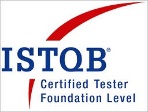 ISTQB®
Certified Tester
Foundation Level